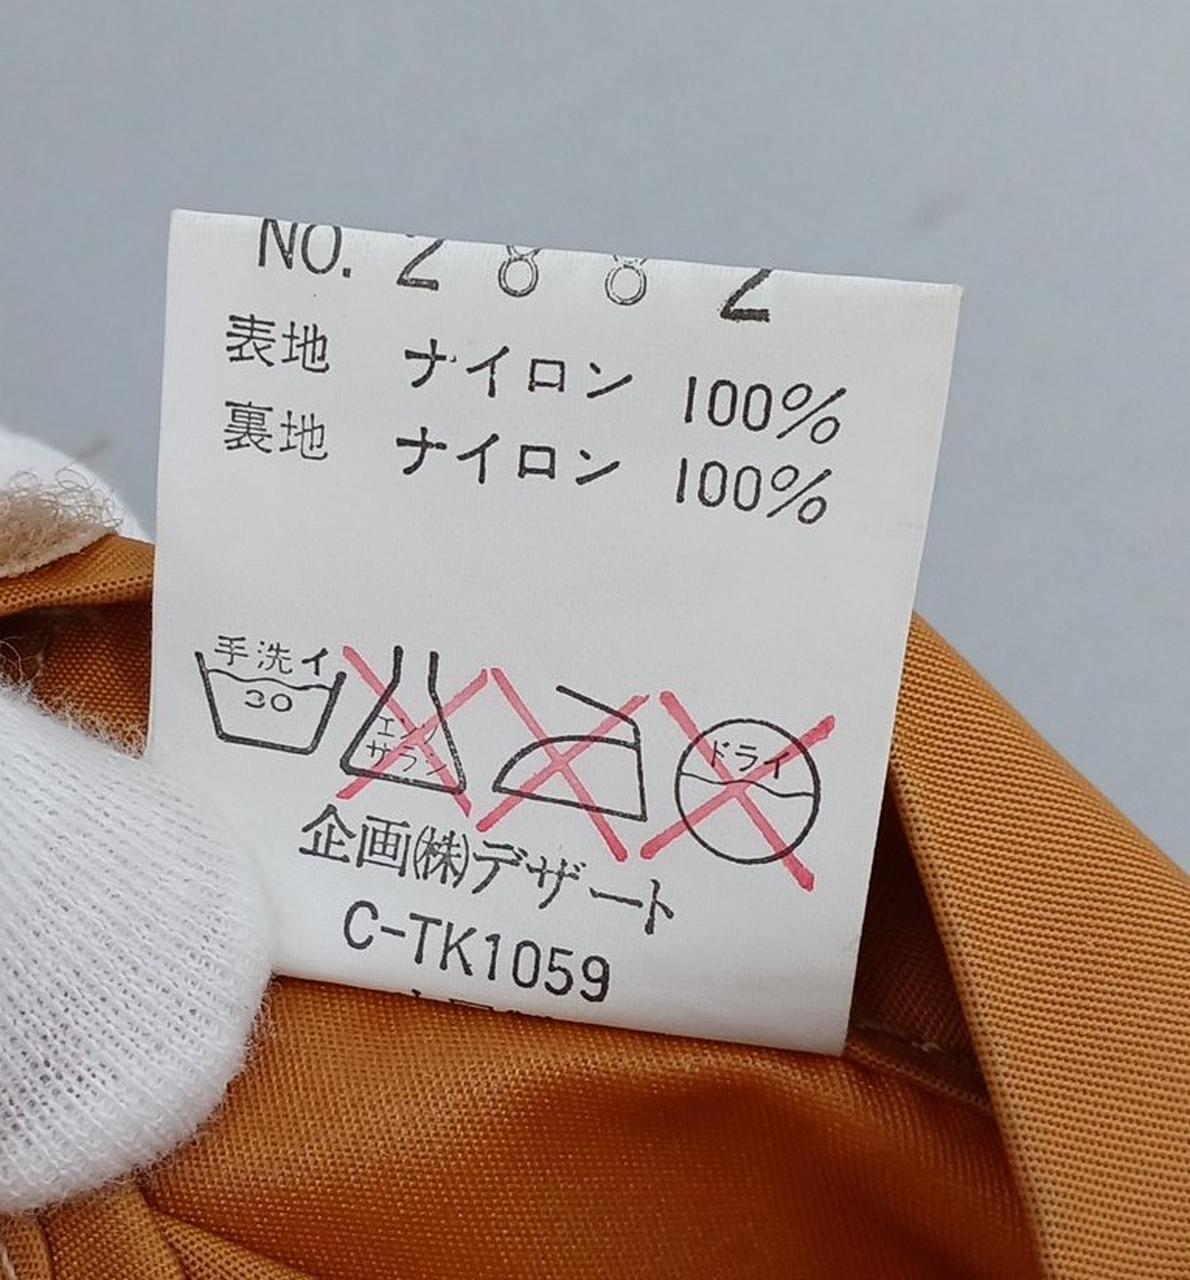 NO. 2882
表地 ナイロン 100%
裏地 ナイロン 100%
手洗イ
30
エンソ
サラシ
ドライ
企画(株)デザート
C-TK1059